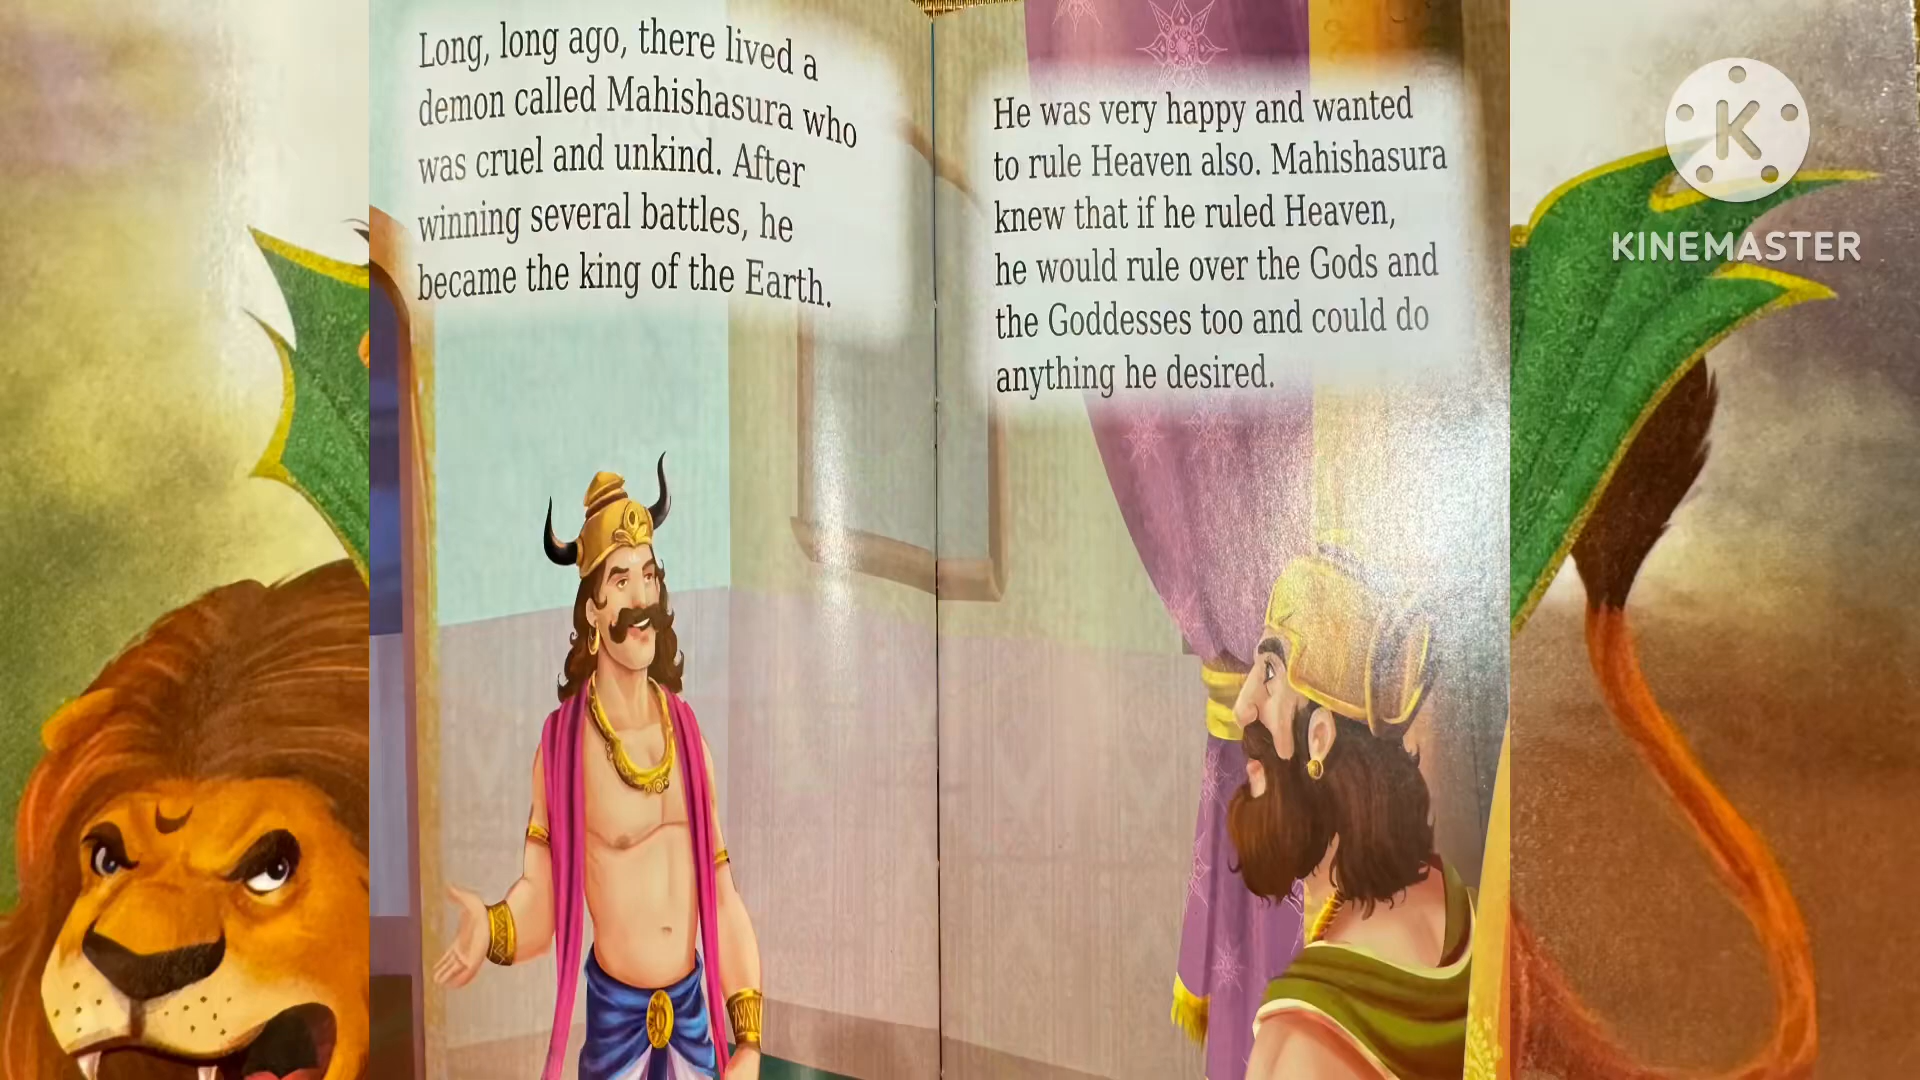 Long, long ago, there lived a
demon called Mahishasura who
was cruel and unkind. After
winning several battles, he
became the king of the Earth.
He was very happy and wanted
to rule Heaven also. Mahishasura
knew that if he ruled Heaven,
he would rule over the Gods and
the Goddesses too and could do
anything he desired.
K
KINEMASTER